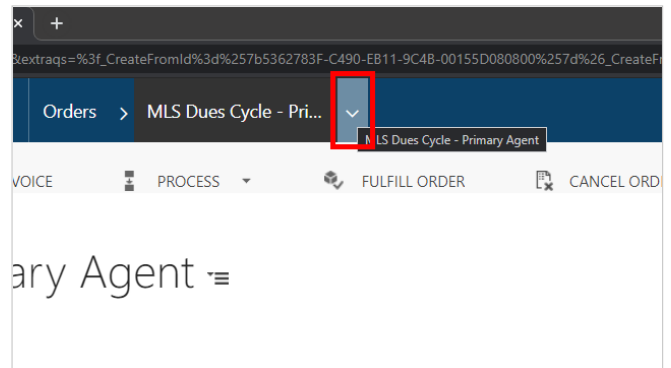 &extraqs=%3f_CreateFromId%3d%257b5362783F-C490-EB11-9C4B-00155D080800%257d%26_CreateFr
Orders > MLS Dues Cycle - Pri...
MLS Dues Cycle - Primary Agent
VOICE PROCESS FULFILL ORDER CANCEL ORD
ary Agent